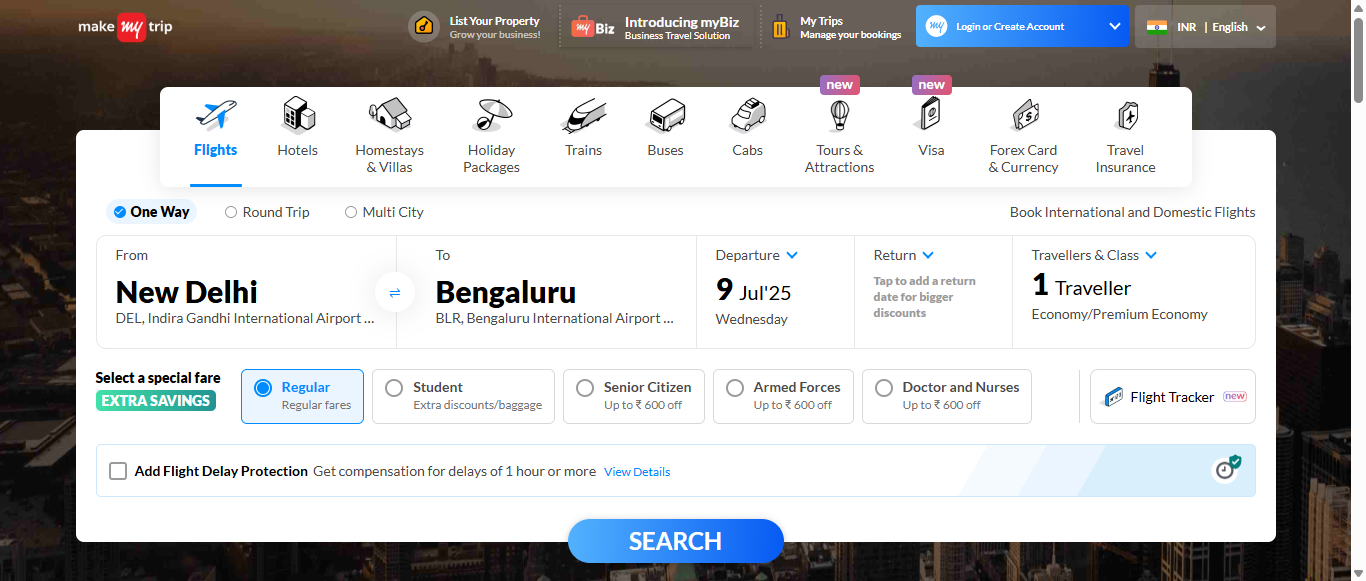 make my trip
List Your Property
Grow your business!
my Biz
Introducing myBiz
Business Travel Solution
My Trips
Manage your bookings
my
Login or Create Account
INR | English
new
new
Flights
Hotels
Homestays
& Villas
Holiday
Packages
Trains
Buses
Cabs
Tours &
Attractions
Visa
Forex Card
& Currency
Travel
Insurance
One Way
Round Trip
Multi City
Book International and Domestic Flights
From
New Delhi
DEL, Indira Gandhi International Airport ...
To
Bengaluru
BLR, Bengaluru International Airport ...
Departure
9 Jul'25
Wednesday
Return
Tap to add a return
date for bigger
discounts
Travellers & Class
1 Traveller
Economy/Premium Economy
Select a special fare
EXTRA SAVINGS
Regular
Regular fares
Student
Extra discounts/baggage
Senior Citizen
Up to ₹ 600 off
Armed Forces
Up to ₹ 600 off
Doctor and Nurses
Up to ₹ 600 off
Flight Tracker new
Add Flight Delay Protection Get compensation for delays of 1 hour or more View Details
SEARCH